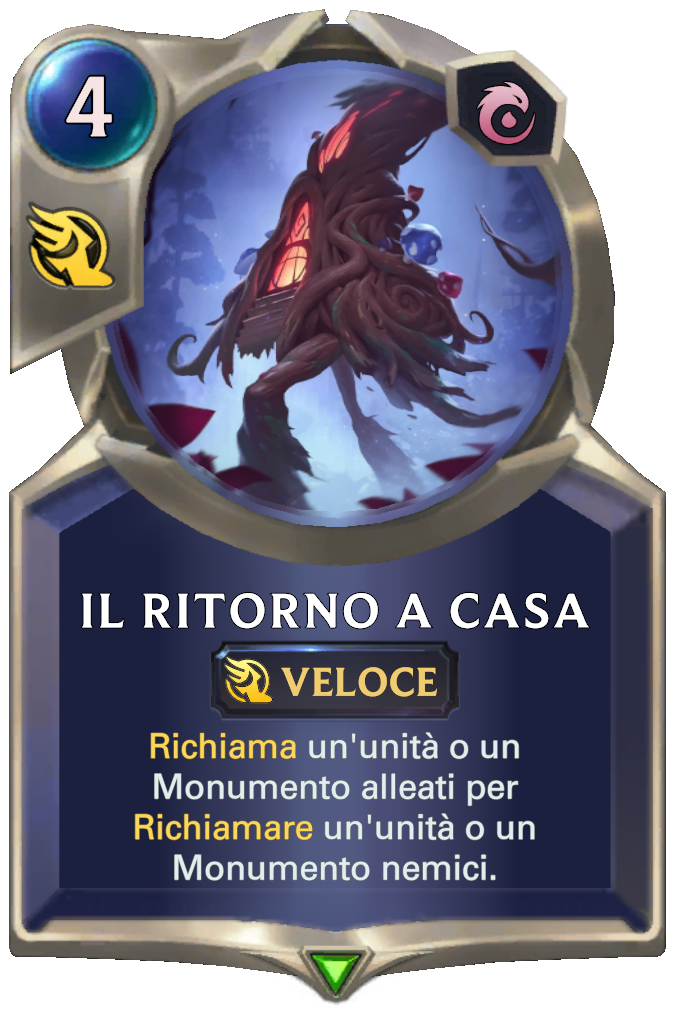 4
IL RITORNO A CASA
VELOCE
Richiama un'unità o un
Monumento alleati per
Richiamare un'unità o un
Monumento nemici.